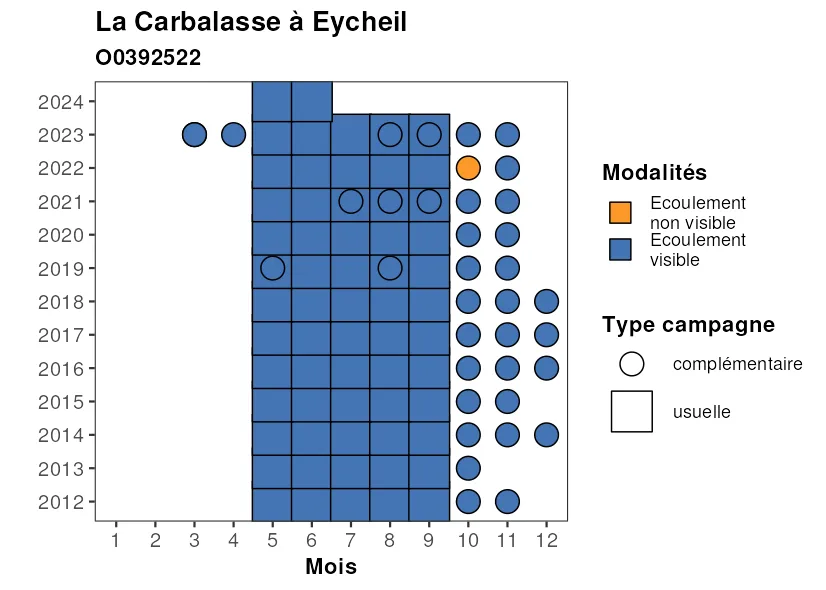 La Carbalasse à Eycheil
O0392522
2024
2023
2022
2021
2020
2019
2018
2017
2016
2015
2014
2013
2012
1 2 3 4 5 6 7 8 9 10 11 12
Mois
Modalités
Ecoulement
non visible
Ecoulement
visible
Type campagne
complémentaire
usuelle